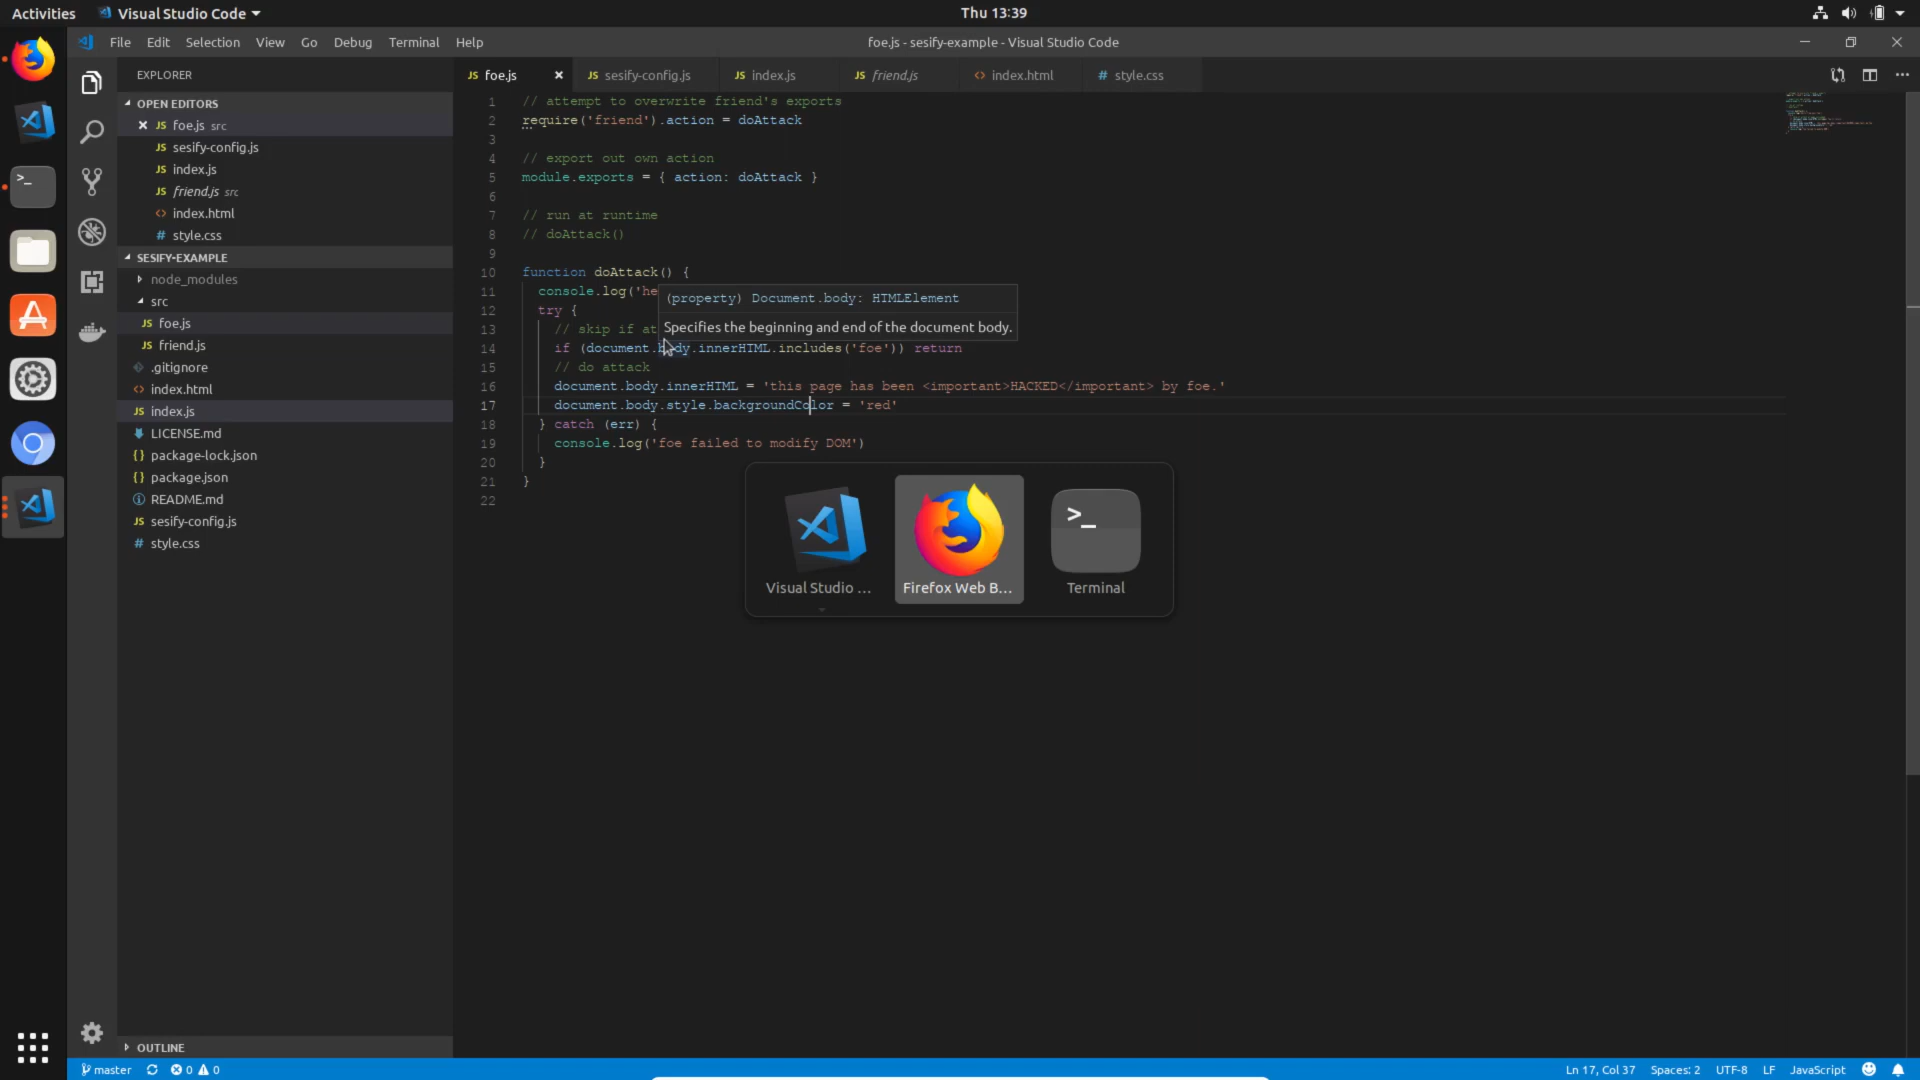 Activities
Visual Studio Code
Thu 13:39
File Edit Selection View Go Debug Terminal Help
foe.js - sesify-example - Visual Studio Code
EXPLORER
OPEN EDITORS
foe.js src
sesify-config.js
index.js
friend.js src
index.html
style.css
SESIFY-EXAMPLE
node_modules
src
foe.js
friend.js
.gitignore
index.html
index.js
LICENSE.md
package-lock.json
package.json
README.md
sesify-config.js
style.css
OUTLINE
foe.js
sesify-config.js
index.js
friend.js
index.html
style.css
1 // attempt to overwrite friend's exports
2 require('friend').action = doAttack
3
4 // export out own action
5 module.exports = { action: doAttack }
6
7 // run at runtime
8 // doAttack()
9
10 function doAttack() {
11 console.log('he
12 try {
13 // skip if at
14 if (document.body.innerHTML.includes('foe')) return
15 // do attack
16 document.body.innerHTML = 'this page has been <important>HACKED</important> by foe.'
17 document.body.style.backgroundColor = 'red'
18 } catch (err) {
19 console.log('foe failed to modify DOM')
20 }
21 }
22
(property) Document.body: HTMLElement
Specifies the beginning and end of the document body.
Visual Studio ...
Firefox Web B...
Terminal
master
0
0
Ln 17, Col 37
Spaces: 2
UTF-8
LF
JavaScript